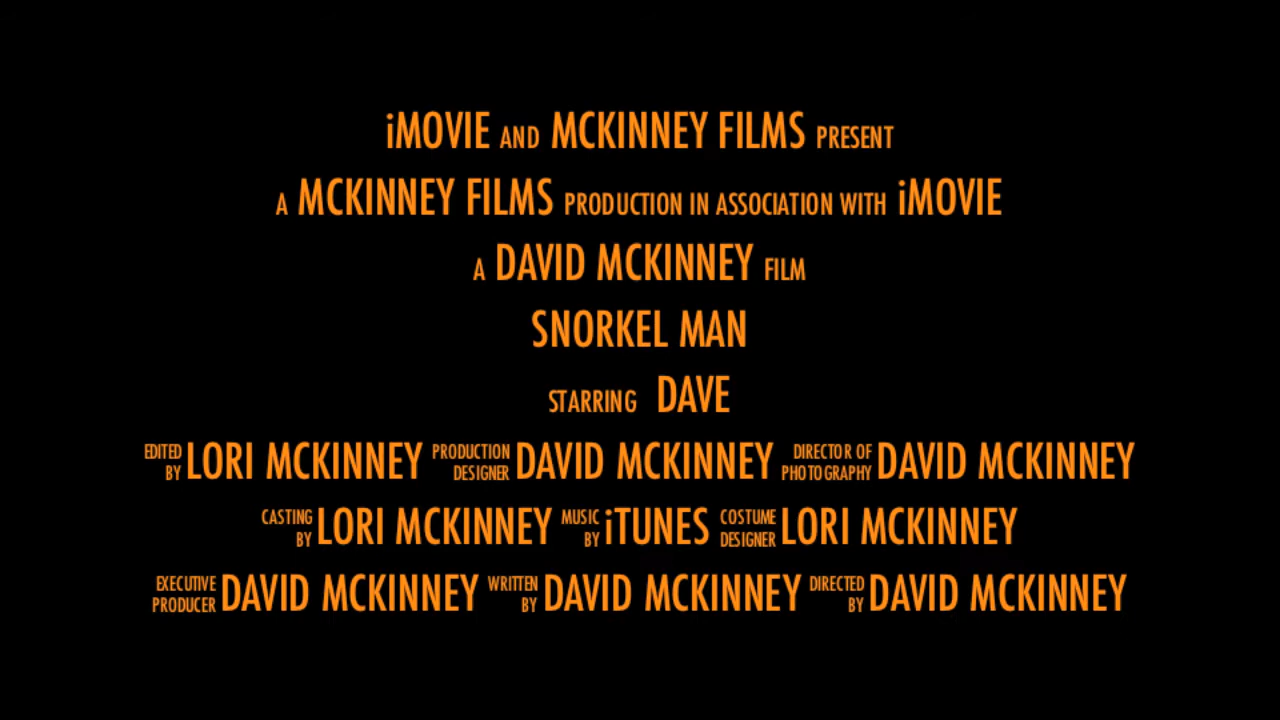 iMOVIE AND MCKINNEY FILMS PRESENT
A MCKINNEY FILMS PRODUCTION IN ASSOCIATION WITH iMOVIE
A DAVID MCKINNEY FILM
SNORKEL MAN
STARRING DAVE
EDITED BY LORI MCKINNEY PRODUCTION DESIGNER DAVID MCKINNEY DIRECTOR OF PHOTOGRAPHY DAVID MCKINNEY
CASTING BY LORI MCKINNEY MUSIC BY iTUNES COSTUME DESIGNER LORI MCKINNEY
EXECUTIVE PRODUCER DAVID MCKINNEY WRITTEN BY DAVID MCKINNEY DIRECTED BY DAVID MCKINNEY